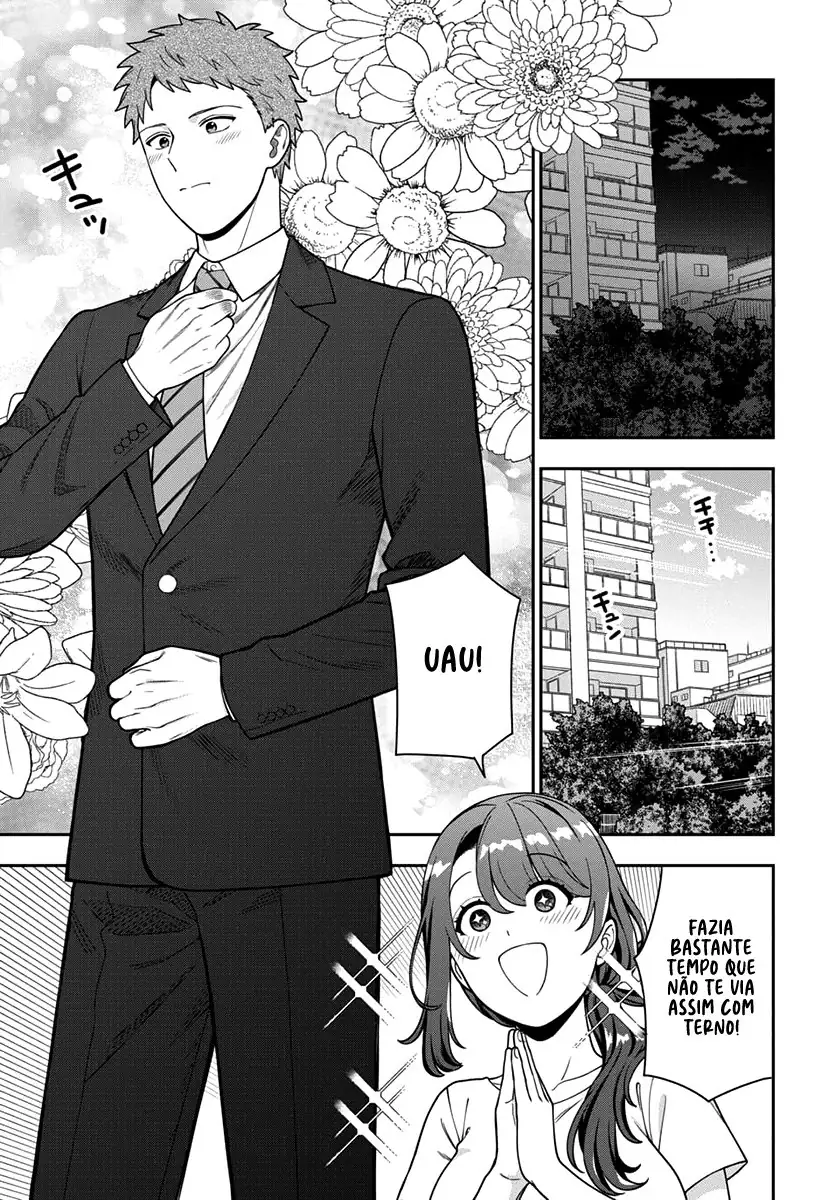 チチ…
チュン
キュッ
UAU!
FAZIA
BASTANTE
TEMPO QUE
NÃO TE VIA
ASSIM COM
TERNO!